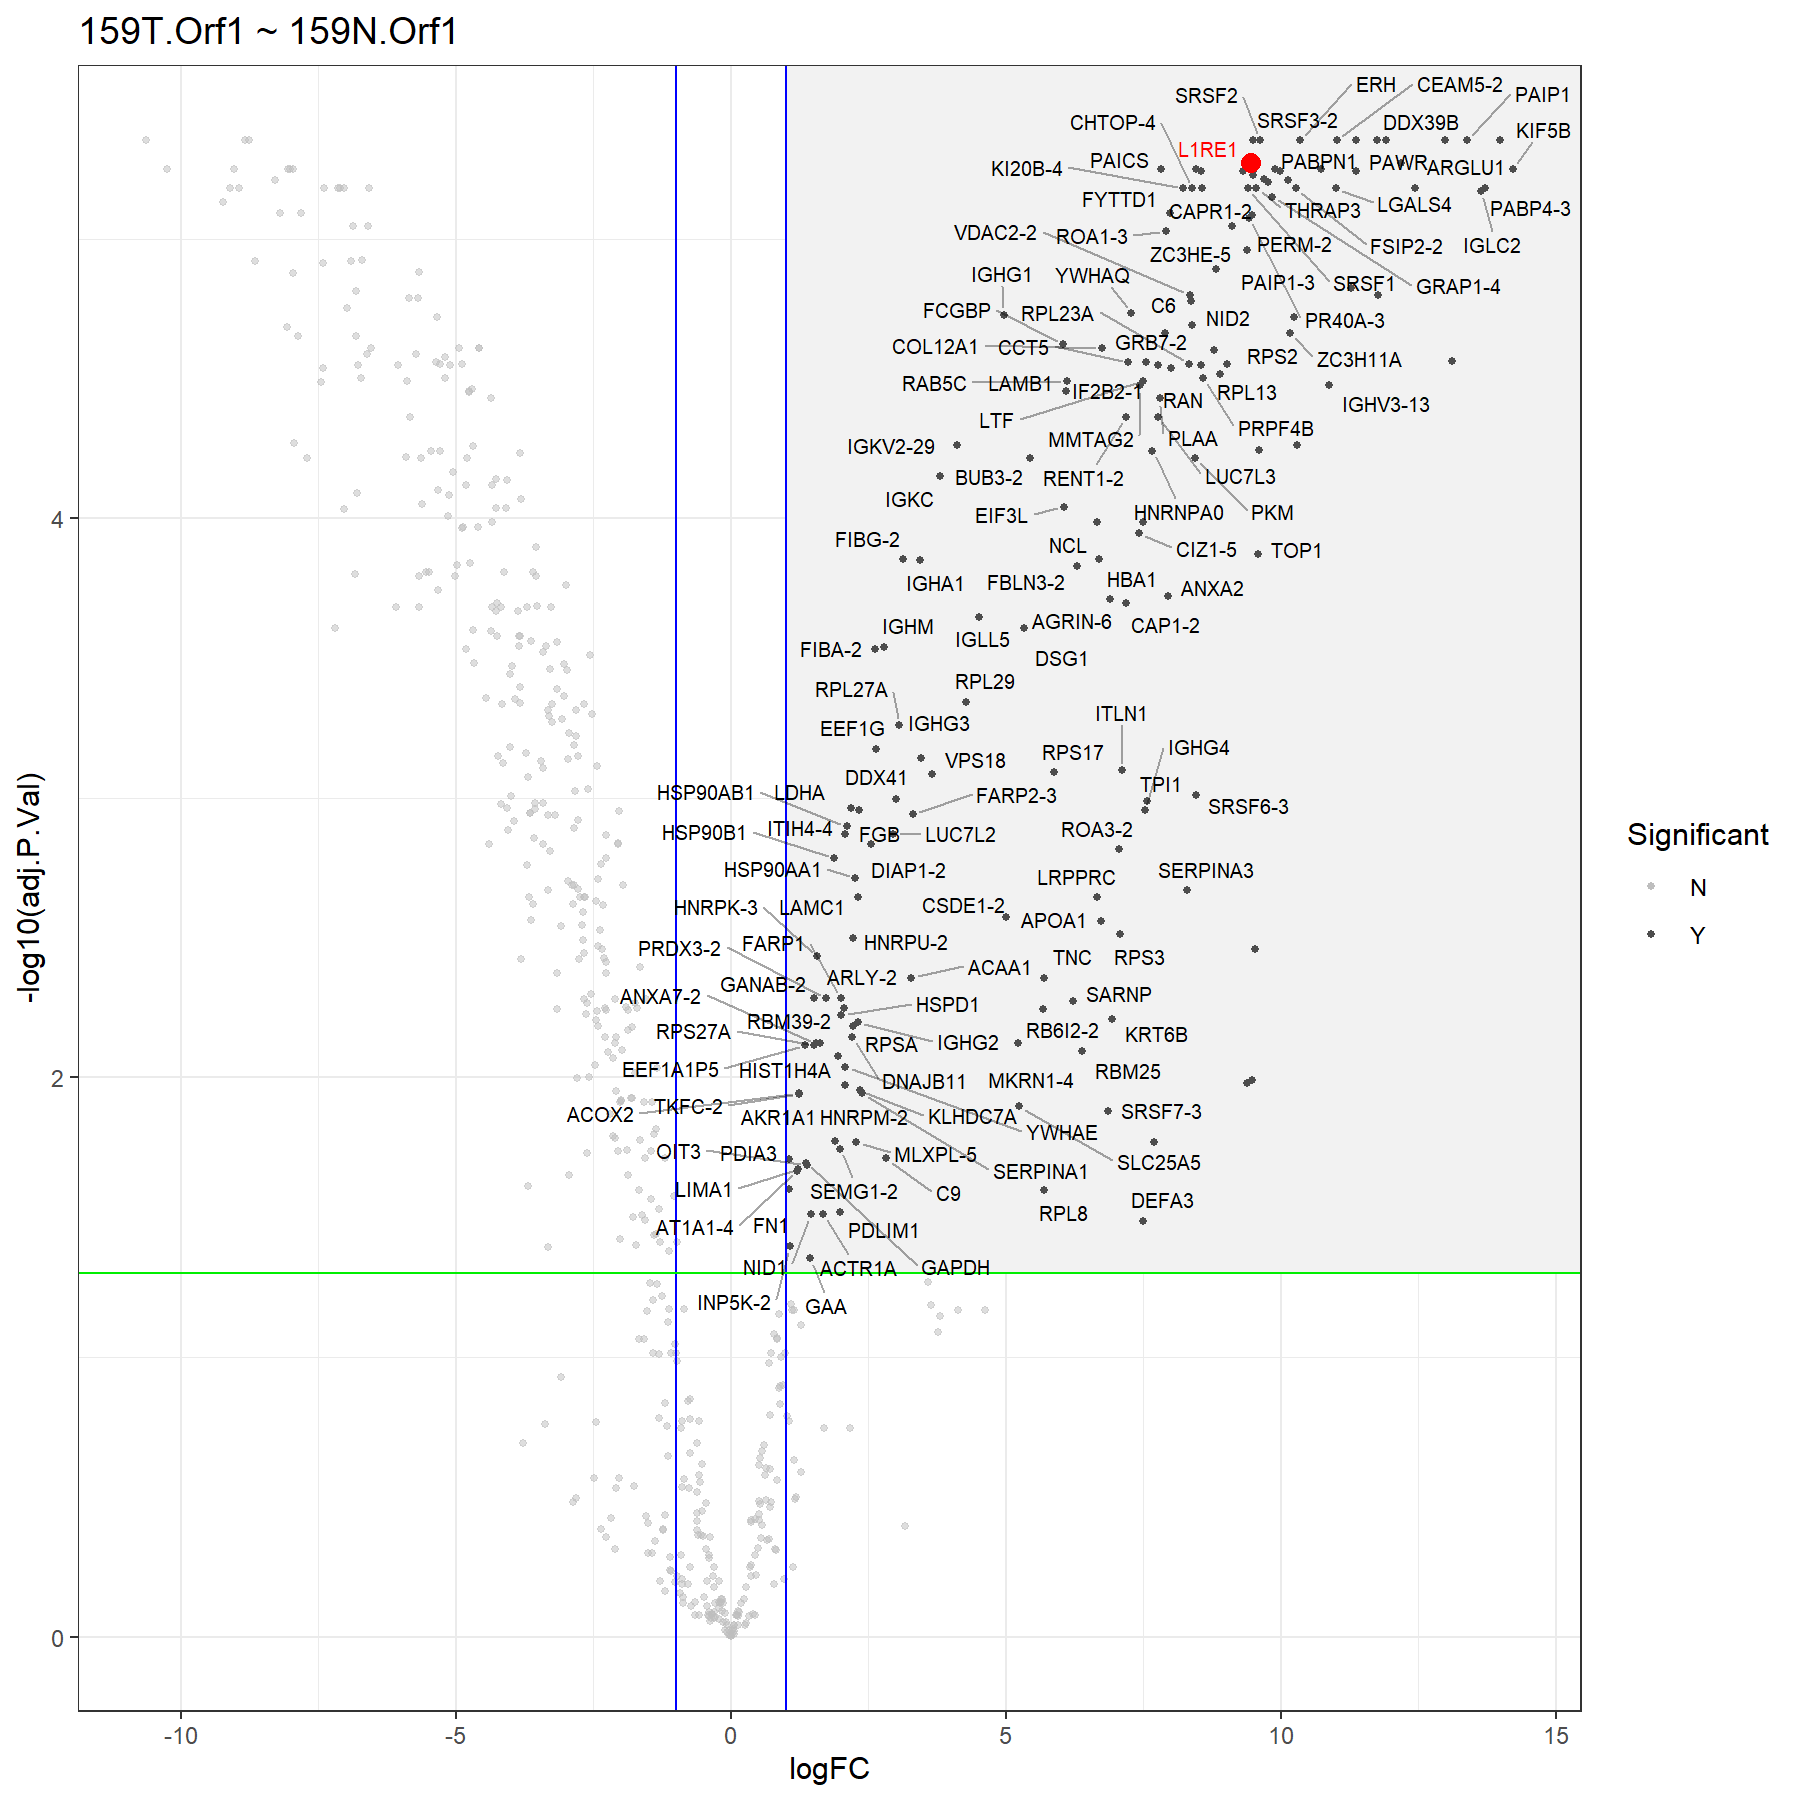 159T.Orf1 ~ 159N.Orf1
ERH
CEAM5-2
PAIP1
SRSF2
SRSF3-2
DDX39B
KIF5B
CHTOP-4
L1RE1
PAICS
PABPN1
PAWR
ARGLU1
KI20B-4
FYTTD1
CAPR1-2
THRAP3
LGALS4
PABP4-3
VDAC2-2
ROA1-3
PERM-2
FSIP2-2
IGLC2
ZC3HE-5
IGHG1
YWHAQ
PAIP1-3
SRSF1
GRAP1-4
FCGBP
RPL23A
C6
NID2
PR40A-3
COL12A1
CCT5
GRB7-2
RPS2
ZC3H11A
RAB5C
LAMB1
IF2B2-1
RAN
RPL13
IGHV3-13
LTF
MMTAG2
PLAA
PRPF4B
IGKV2-29
BUB3-2
RENT1-2
LUC7L3
IGKC
EIF3L
HNRNPA0
PKM
FIBG-2
NCL
CIZ1-5
TOP1
IGHA1
FBLN3-2
HBA1
ANXA2
IGHM
IGLL5
AGRIN-6
CAP1-2
FIBA-2
DSG1
RPL27A
RPL29
EEF1G
IGHG3
ITLN1
VPS18
RPS17
IGHG4
DDX41
TPI1
HSP90AB1
LDHA
FARP2-3
SRSF6-3
HSP90B1
ITIH4-4
FGB
LUC7L2
ROA3-2
HSP90AA1
DIAP1-2
LRPPRC
SERPINA3
HNRPK-3
LAMC1
CSDE1-2
APOA1
PRDX3-2
FARP1
HNRPU-2
TNC
RPS3
GANAB-2
ARLY-2
ACAA1
ANXA7-2
HSPD1
SARNP
RBM39-2
RPS27A
RPSA
IGHG2
RB6I2-2
KRT6B
EEF1A1P5
HIST1H4A
DNAJB11
MKRN1-4
RBM25
ACOX2
TKFC-2
AKR1A1
HNRPM-2
KLHDC7A
SRSF7-3
YWHAE
OIT3
PDIA3
MLXPL-5
SERPINA1
SLC25A5
LIMA1
SEMG1-2
C9
AT1A1-4
FN1
PDLIM1
RPL8
DEFA3
NID1
ACTR1A
GAPDH
INP5K-2
GAA
4
2
0
-10
-5
0
5
10
15
logFC
-log10(adj.P.Val)
Significant
N
Y